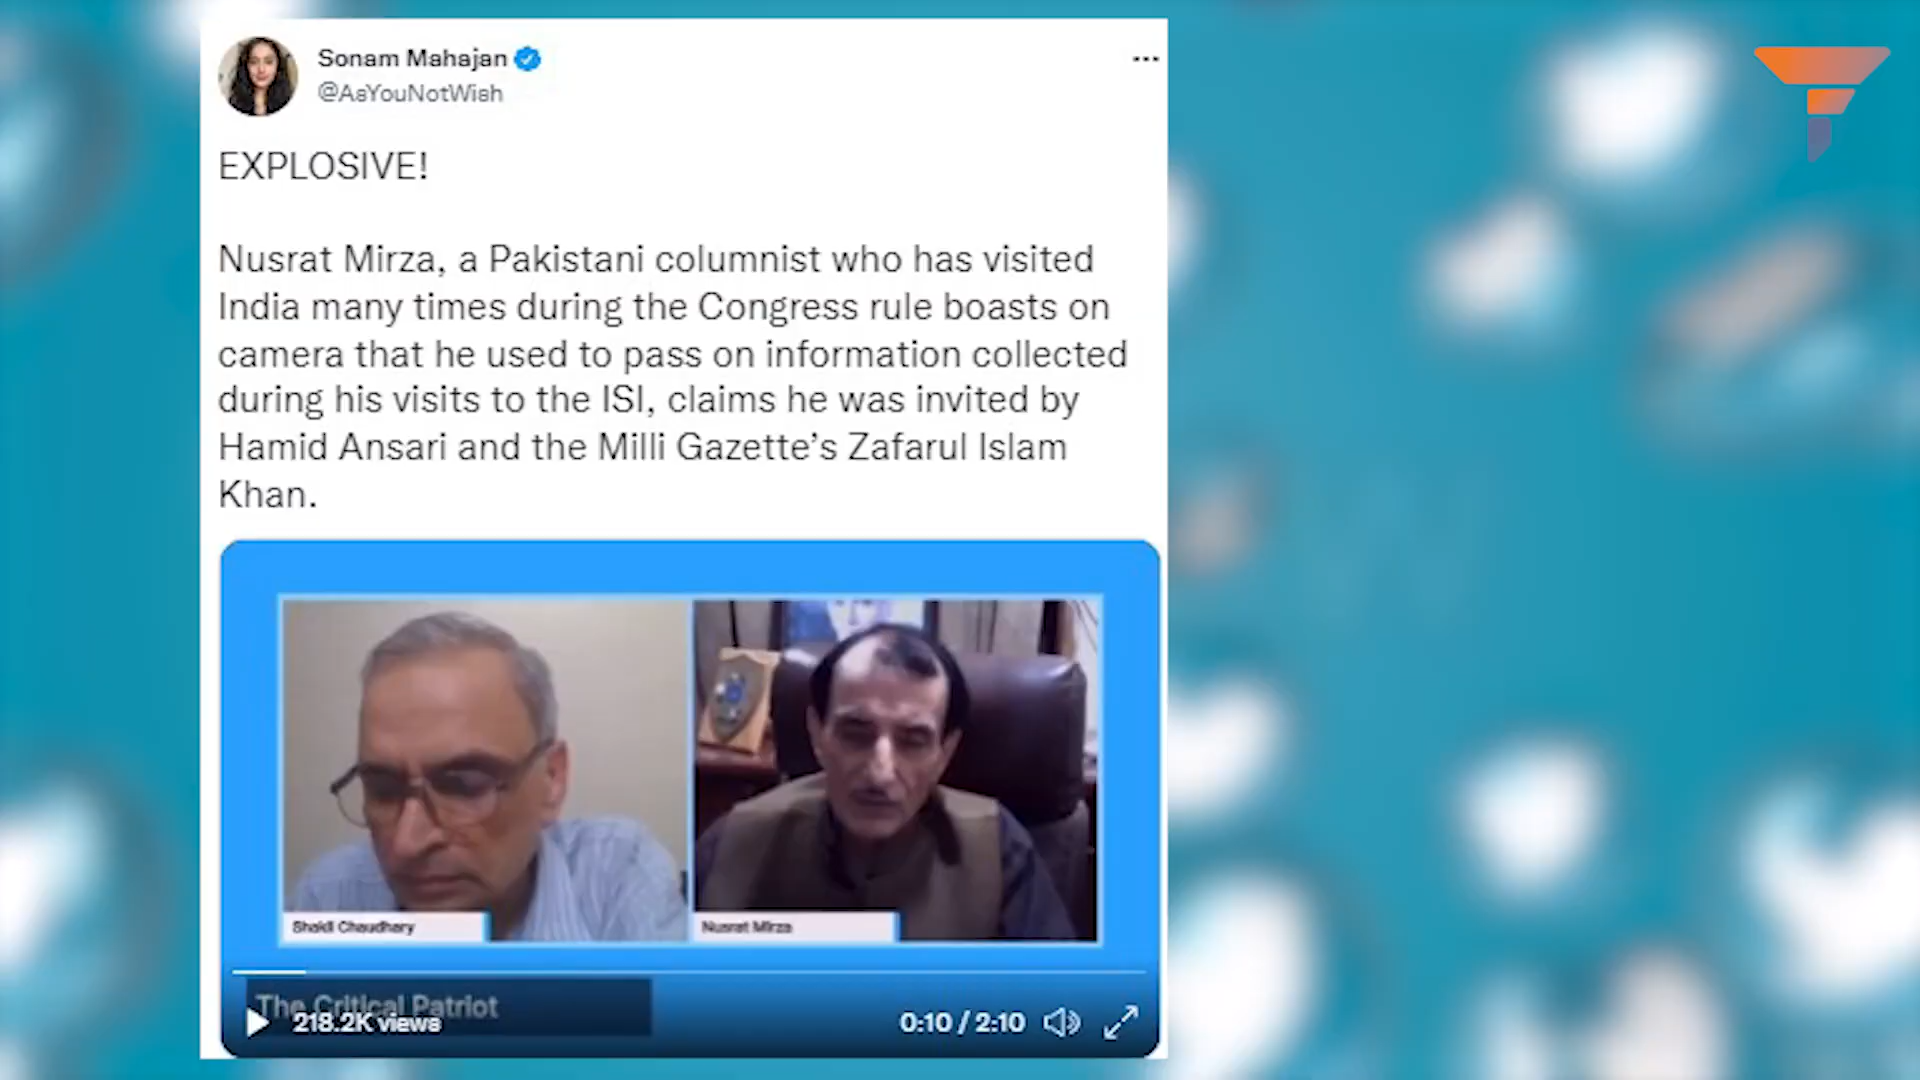 Sonam Mahajan
@AsYouNotWish
EXPLOSIVE!
Nusrat Mirza, a Pakistani columnist who has visited
India many times during the Congress rule boasts on
camera that he used to pass on information collected
during his visits to the ISI, claims he was invited by
Hamid Ansari and the Milli Gazette’s Zafarul Islam
Khan.
Shakil Chaudhary
Nusrat Mirza
The Critical Patriot
218.2K views
0:10 / 2:10